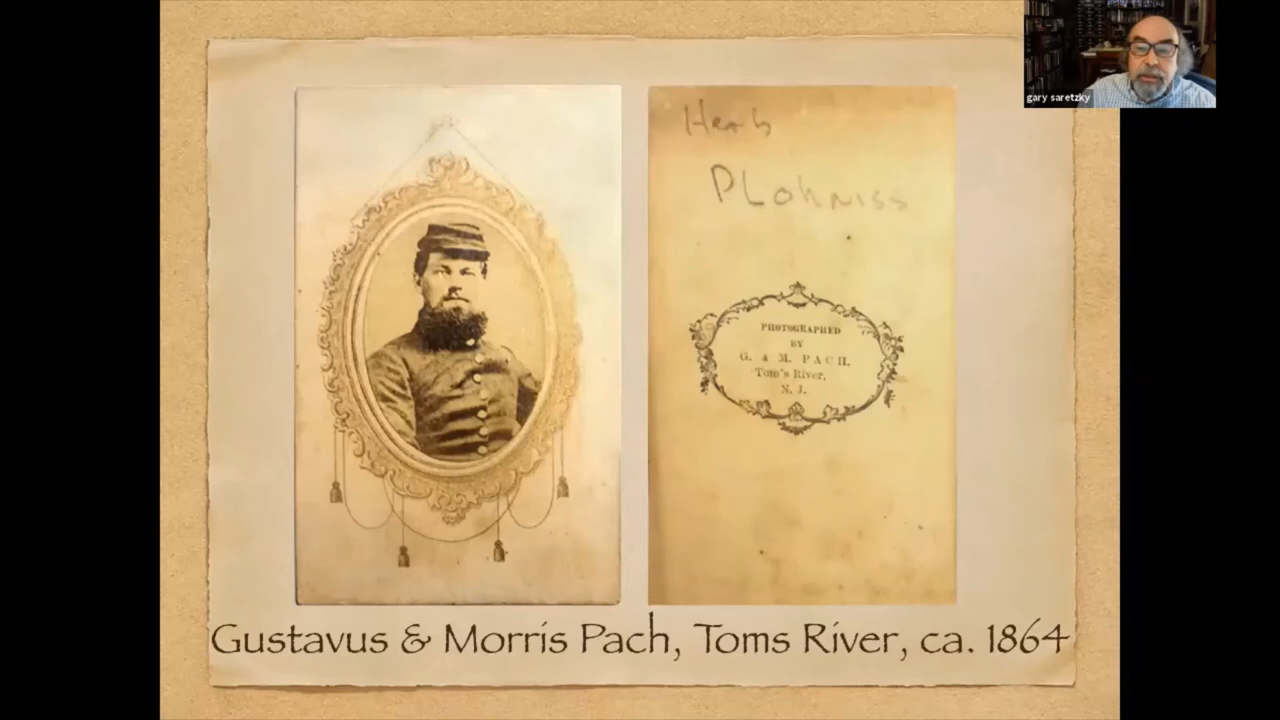 gary saretzky
Herb
PLohniss
PHOTOGRAPHED
BY
G. & M. PACH.
Tom's River,
N. J.
Gustavus & Morris Pach, Toms River, ca. 1864